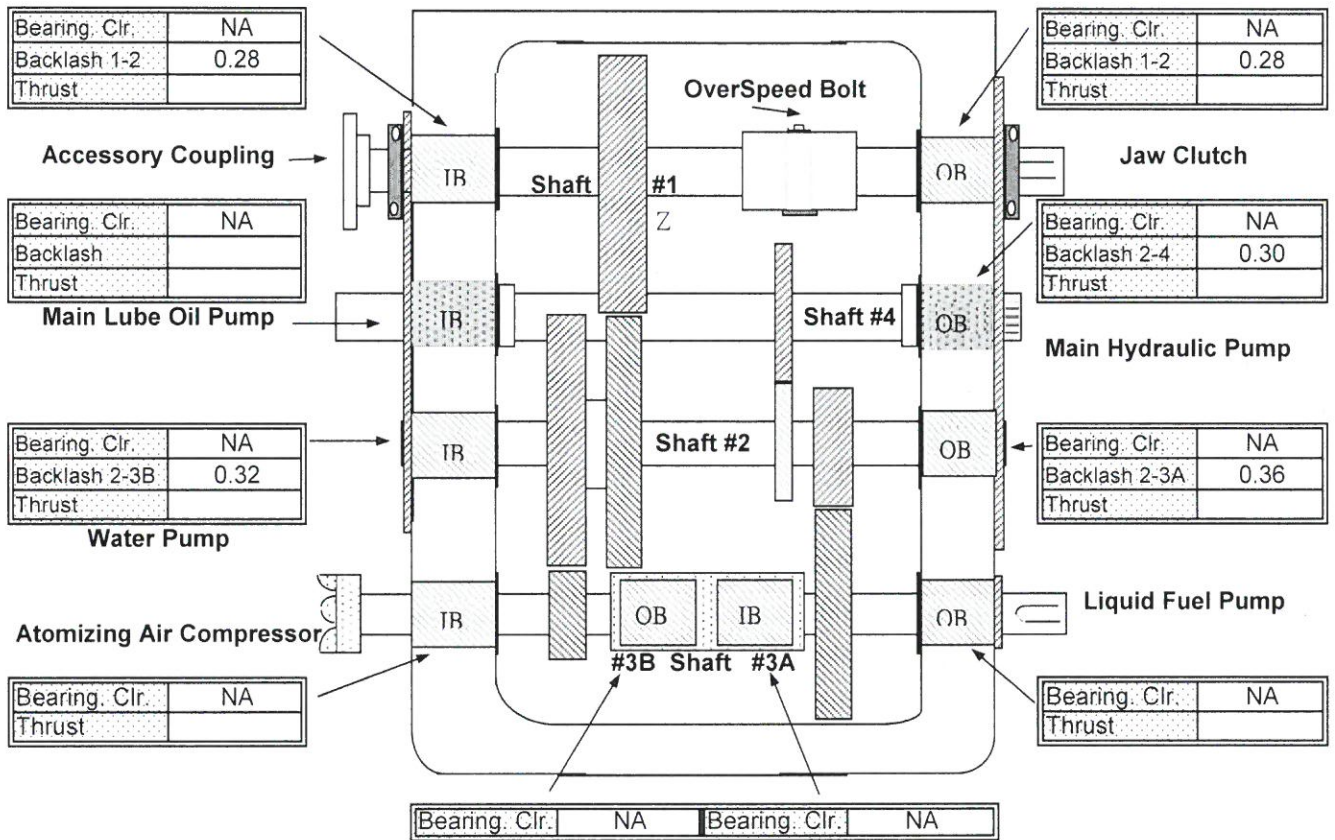 Bearing. Clr. NA
Backlash 1-2 0.28
Thrust
Bearing. Clr. NA
Backlash 1-2 0.28
Thrust
OverSpeed Bolt
Accessory Coupling
IB
Shaft #1
OB
Jaw Clutch
Z
Bearing. Clr. NA
Backlash
Thrust
Bearing. Clr. NA
Backlash 2-4 0.30
Thrust
Main Lube Oil Pump
IB
Shaft #4
OB
Main Hydraulic Pump
Bearing. Clr. NA
Backlash 2-3B 0.32
Thrust
IB
Shaft #2
OB
Bearing. Clr. NA
Backlash 2-3A 0.36
Thrust
Water Pump
Atomizing Air Compressor
IB
OB
IB
OB
Liquid Fuel Pump
#3B Shaft #3A
Bearing. Clr. NA
Thrust
Bearing. Clr. NA
Thrust
Bearing. Clr. NA Bearing. Clr. NA